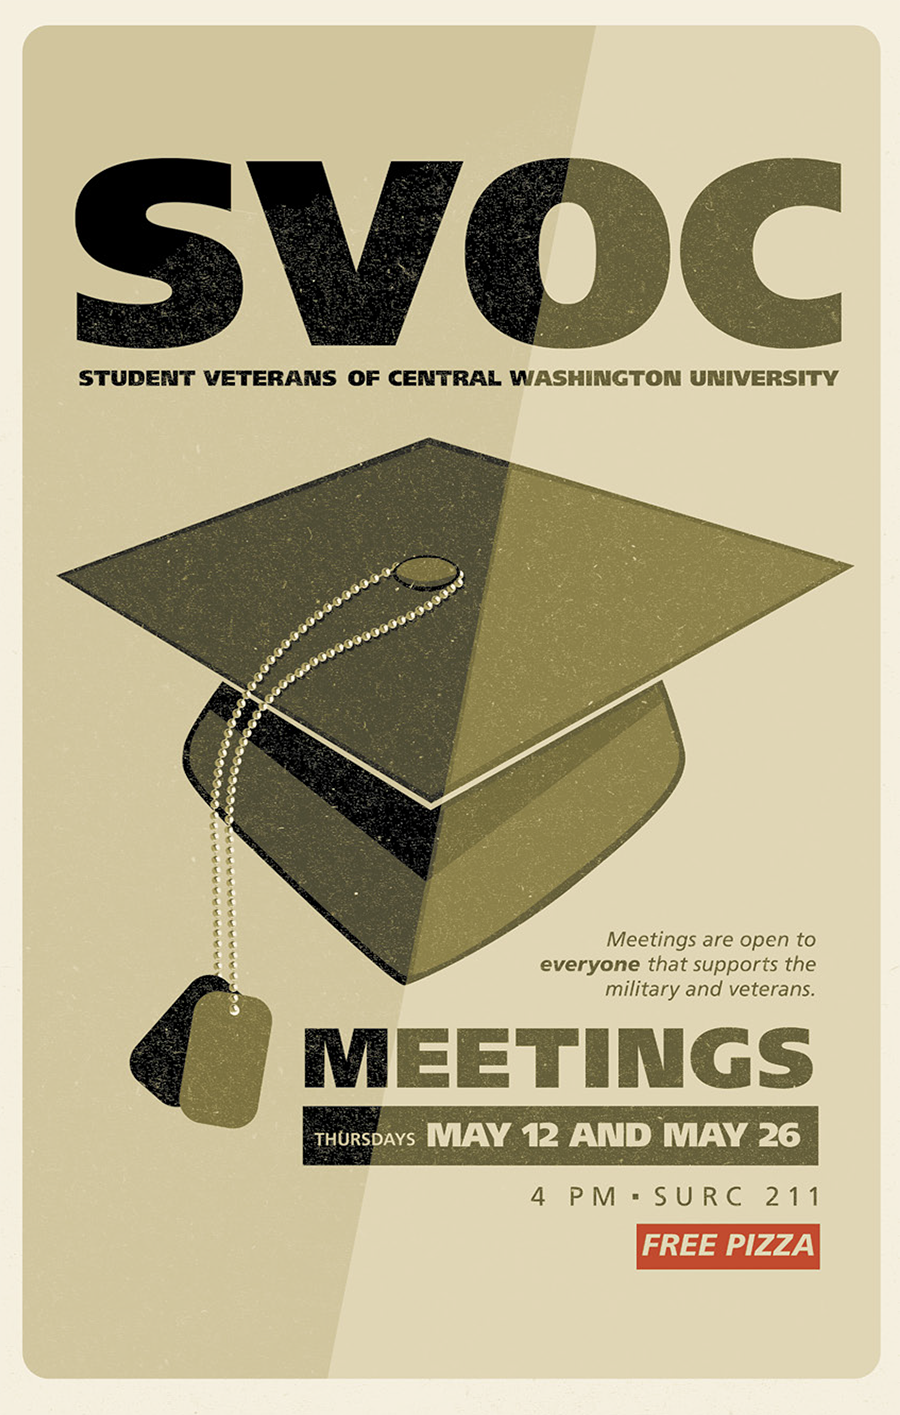 SVOC
STUDENT VETERANS OF CENTRAL WASHINGTON UNIVERSITY
Meetings are open to
everyone that supports the
military and veterans.
MEETINGS
THURSDAYS MAY 12 AND MAY 26
4 PM ▪ SURC 211
FREE PIZZA